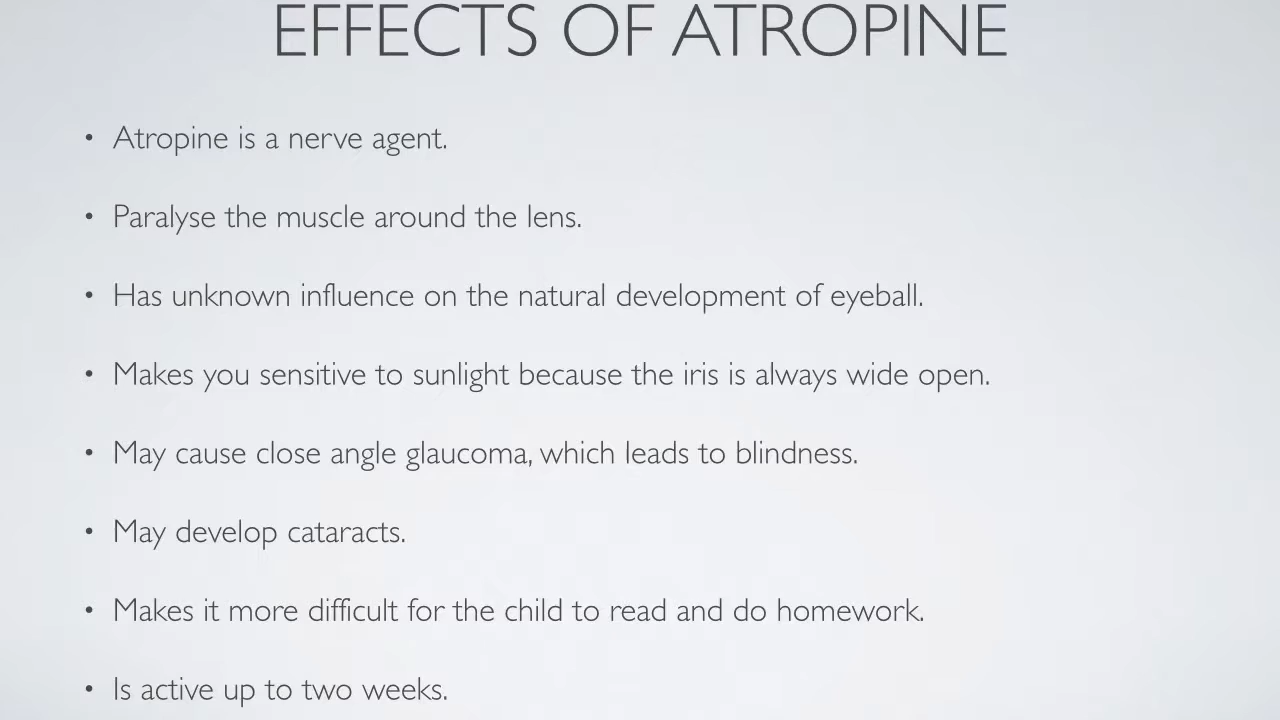 EFFECTS OF ATROPINE
• Atropine is a nerve agent.
• Paralyse the muscle around the lens.
• Has unknown influence on the natural development of eyeball.
• Makes you sensitive to sunlight because the iris is always wide open.
• May cause close angle glaucoma, which leads to blindness.
• May develop cataracts.
• Makes it more difficult for the child to read and do homework.
• Is active up to two weeks.